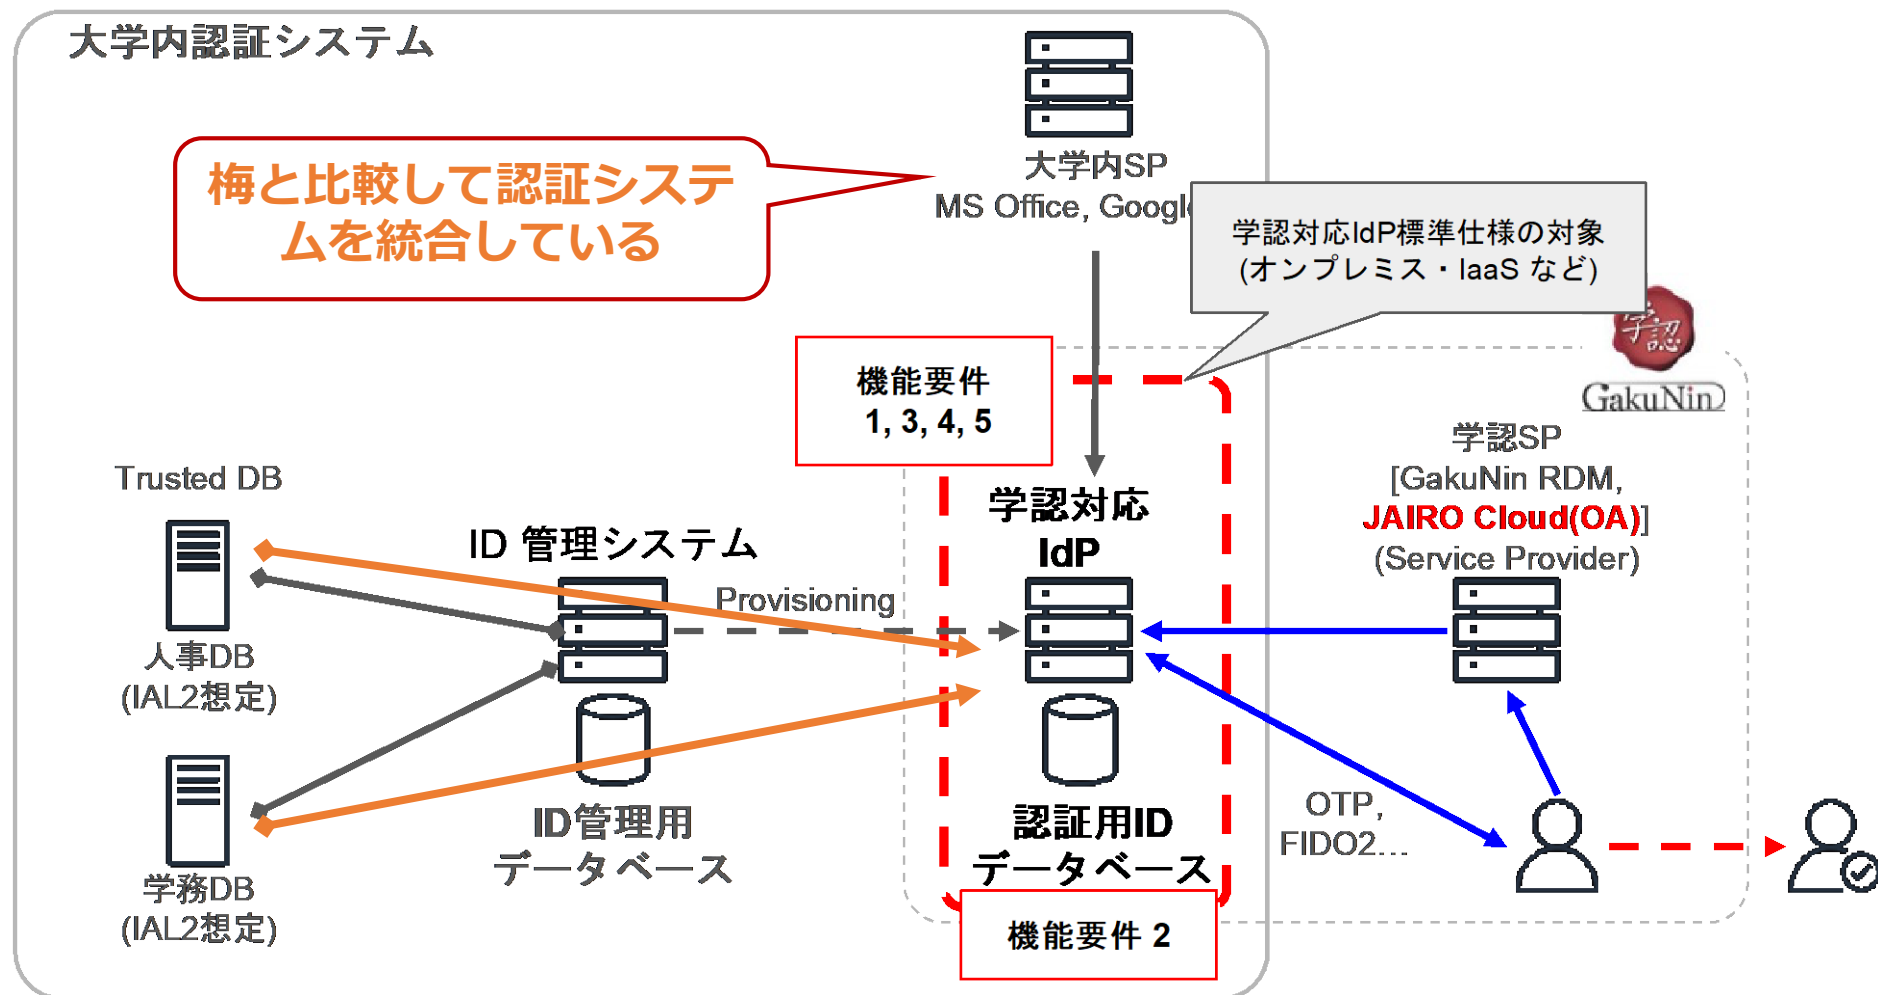 大学内認証システム
梅と比較して認証システ
ムを統合している
大学内SP
MS Office, Google
学認対応IdP標準仕様の対象
(オンプレミス・IaaS など)
学認
GakuNin
機能要件
1, 3, 4, 5
学認SP
[GakuNin RDM,
JAIRO Cloud(OA)]
(Service Provider)
Trusted DB
ID 管理システム
学認対応
IdP
Provisioning
人事DB
(IAL2想定)
ID管理用
データベース
認証用ID
データベース
OTP,
FIDO2...
学務DB
(IAL2想定)
機能要件 2